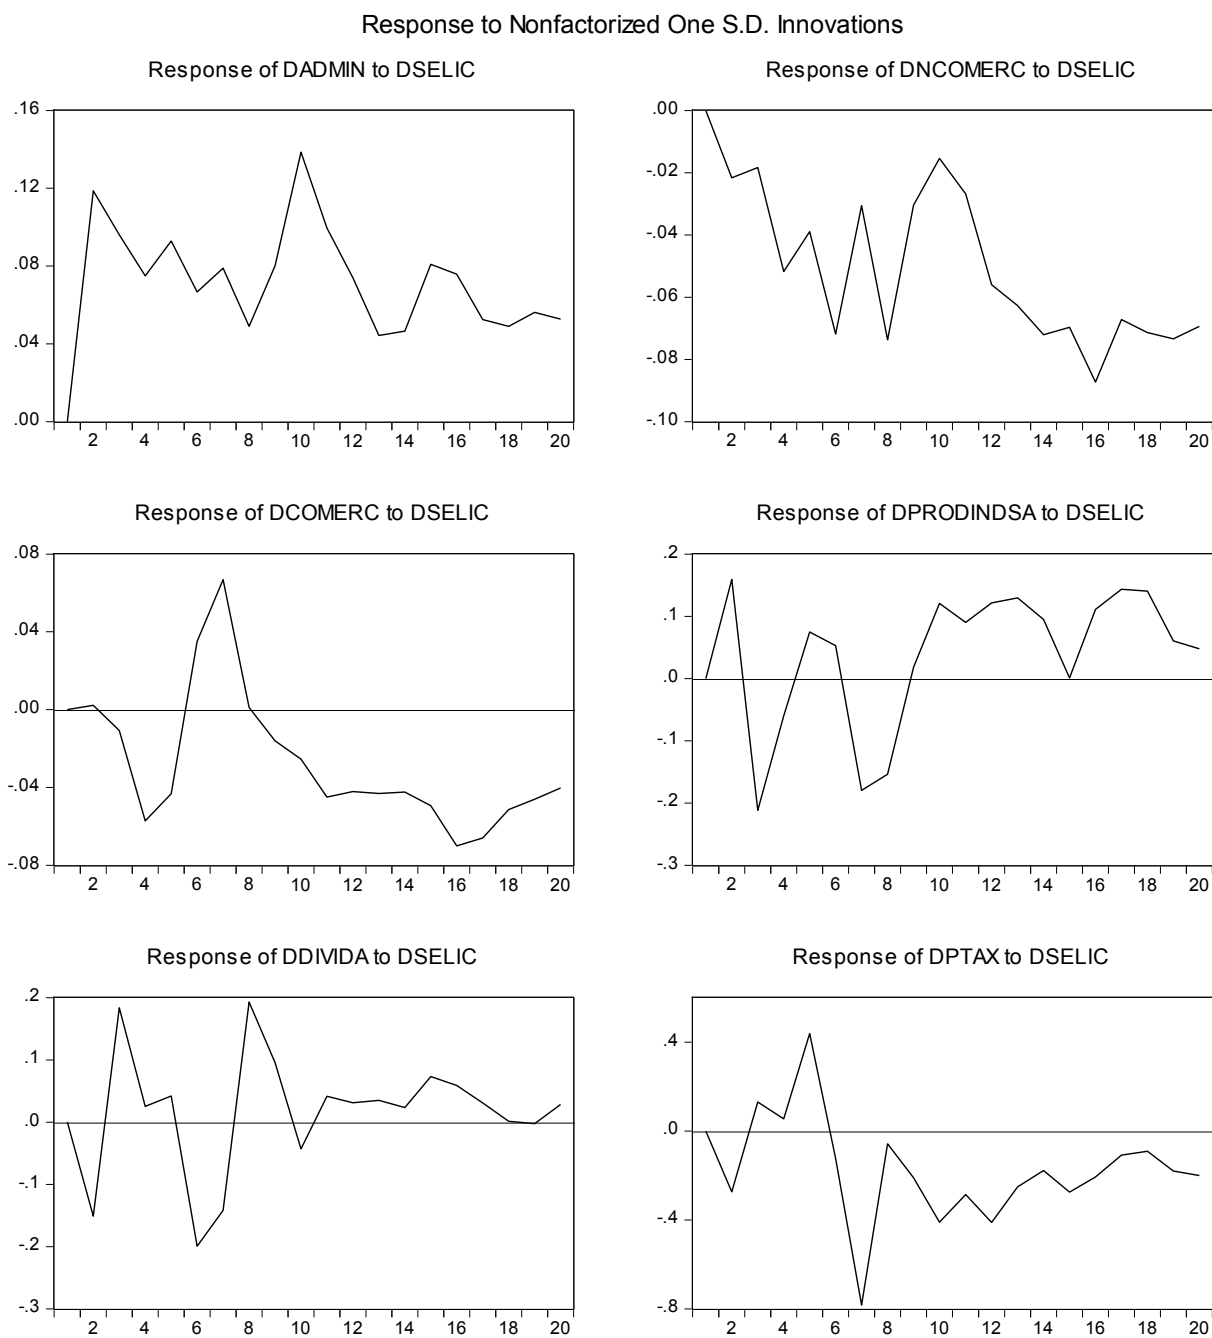 Response to Nonfactorized One S.D. Innovations
Response of DADMIN to DSELIC
.16
.12
.08
.04
.00
2 4 6 8 10 12 14 16 18 20
Response of DNCOMERC to DSELIC
.00
-.02
-.04
-.06
-.08
-.10
2 4 6 8 10 12 14 16 18 20
Response of DCOMERC to DSELIC
.08
.04
.00
-.04
-.08
2 4 6 8 10 12 14 16 18 20
Response of DPRODINDSA to DSELIC
.2
.1
.0
-.1
-.2
-.3
2 4 6 8 10 12 14 16 18 20
Response of DDIVIDA to DSELIC
.2
.1
.0
-.1
-.2
-.3
2 4 6 8 10 12 14 16 18 20
Response of DPTAX to DSELIC
.4
.0
-.4
-.8
2 4 6 8 10 12 14 16 18 20